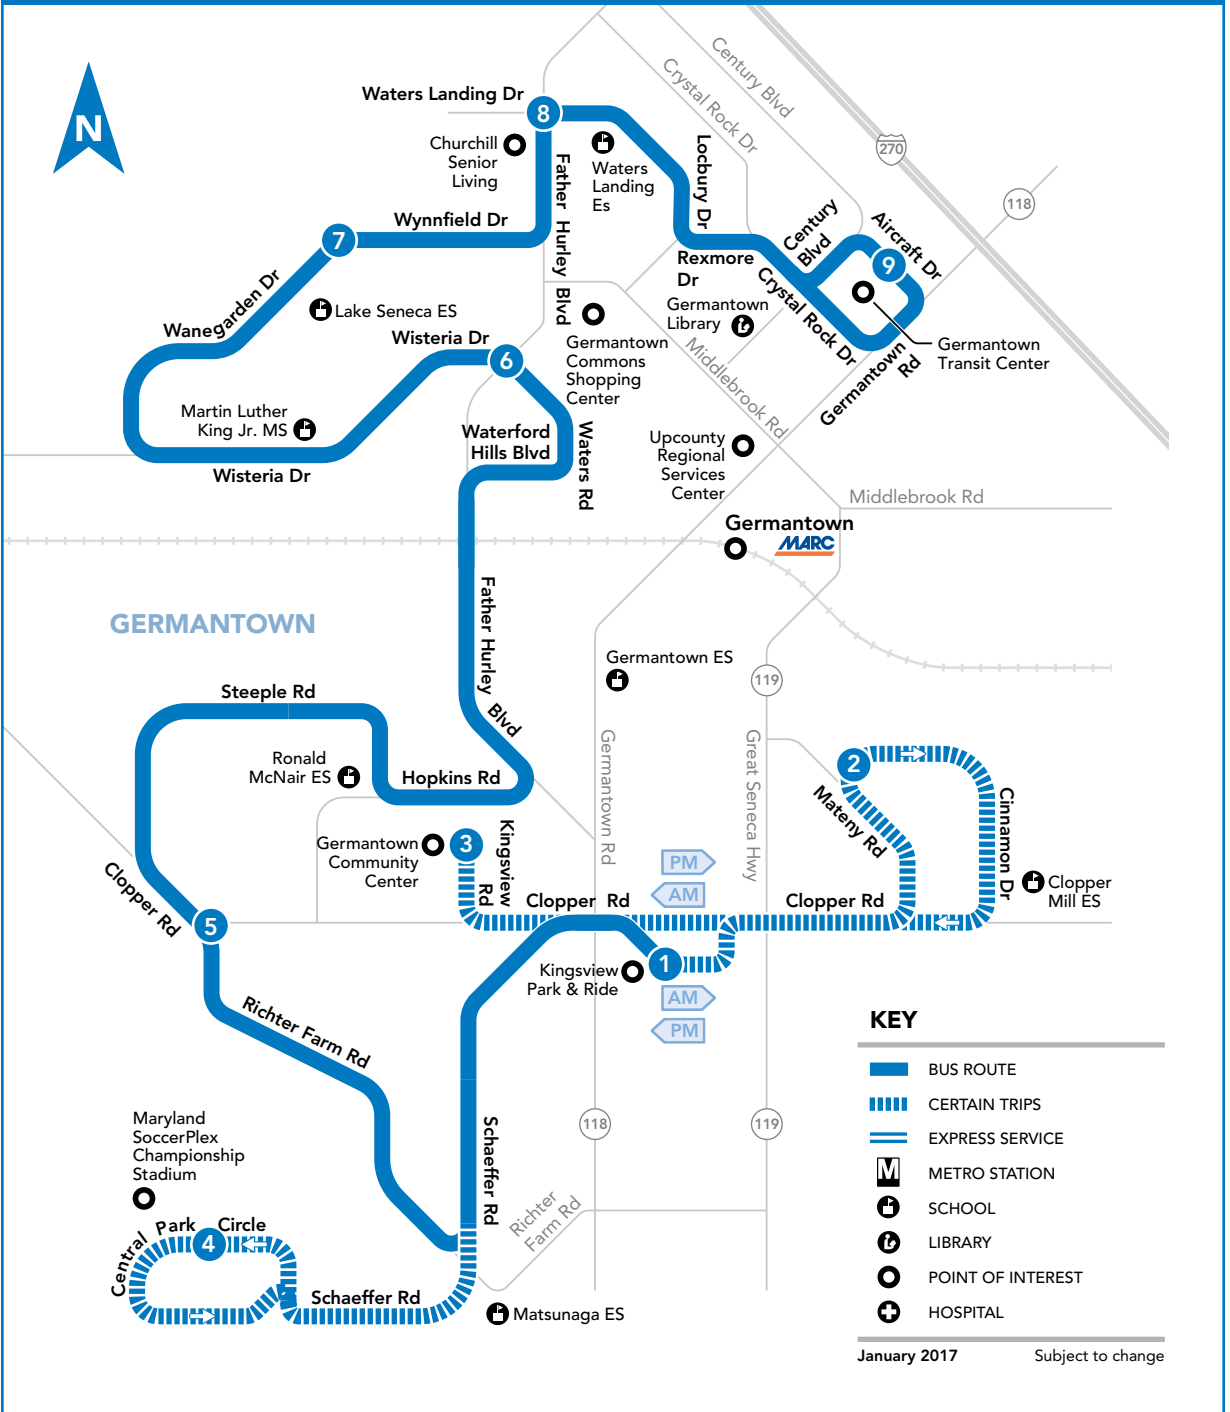 N
Waters Landing Dr
8
Churchill
Senior
Living
Waters
Landing
Es
Father Hurley Blvd
Locbury Dr
Century Blvd
Crystal Rock Dr
270
118
Wynnfield Dr
7
Century
Blvd
Aircraft Dr
9
Rexmore
Dr
Crystal Rock Dr
Wanegarden Dr
Lake Seneca ES
Germantown
Library
Germantown
Transit Center
Germantown
Rd
Wisteria Dr
6
Germantown
Commons
Shopping
Center
Middlebrook Rd
Martin Luther
King Jr. MS
Wisteria Dr
Waterford
Hills Blvd
Waters Rd
Upcounty
Regional
Services
Center
Middlebrook Rd
Germantown
MARC
GERMANTOWN
Father Hurley
Blvd
Germantown ES
119
Steeple Rd
Ronald
McNair ES
Hopkins Rd
Germantown Rd
Great Seneca Hwy
2
Mateny Rd
Cinnamon Dr
Germantown
Community
Center
3
Kingsview
Rd
PM
AM
Clopper Rd
Clopper Rd
Clopper
Mill ES
Clopper Rd
5
Kingsview
Park & Ride
1
AM
PM
Richter Farm Rd
Schaeffer Rd
118
119
Maryland
SoccerPlex
Championship
Stadium
Richter
Farm Rd
Central Park Circle
4
Schaeffer Rd
Matsunaga ES
KEY
BUS ROUTE
CERTAIN TRIPS
EXPRESS SERVICE
M METRO STATION
SCHOOL
LIBRARY
POINT OF INTEREST
HOSPITAL
January 2017 Subject to change